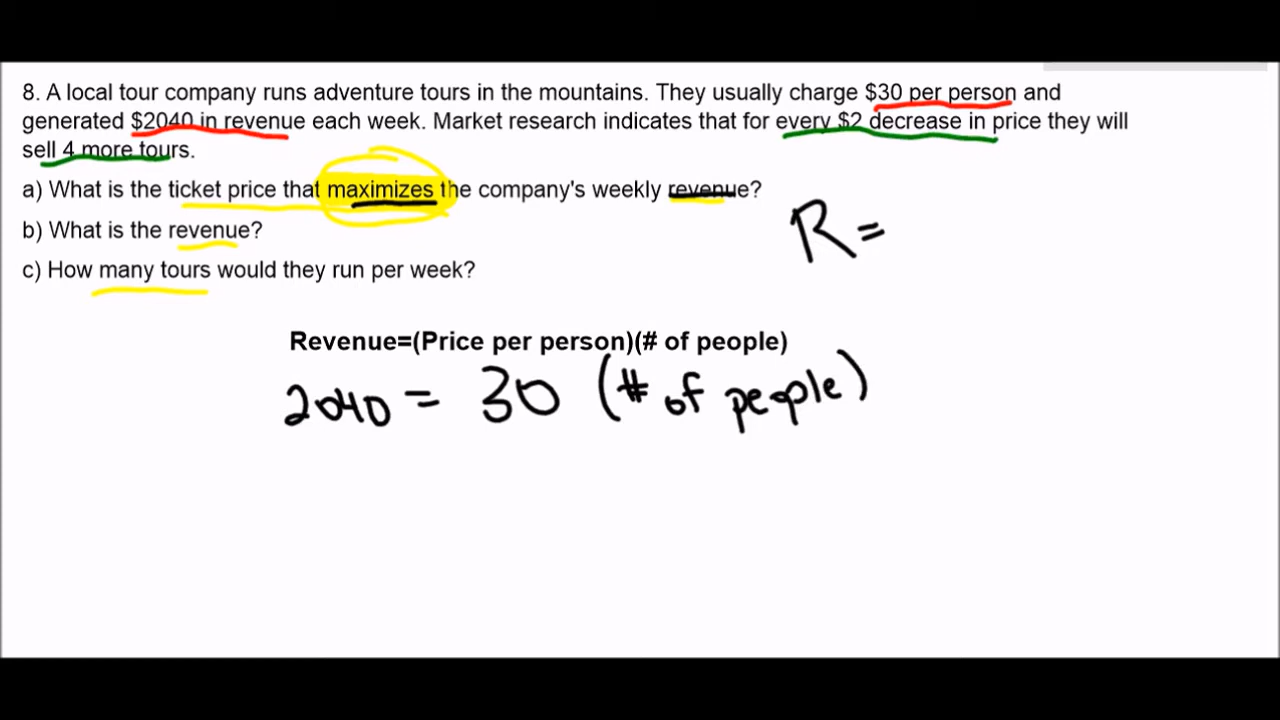 8. A local tour company runs adventure tours in the mountains. They usually charge $30 per person and
generated $2040 in revenue each week. Market research indicates that for every $2 decrease in price they will
sell 4 more tours.
a) What is the ticket price that maximizes the company's weekly revenue?
b) What is the revenue?
c) How many tours would they run per week?
R =
Revenue=(Price per person)(# of people)
2040 = 30 (# of people)